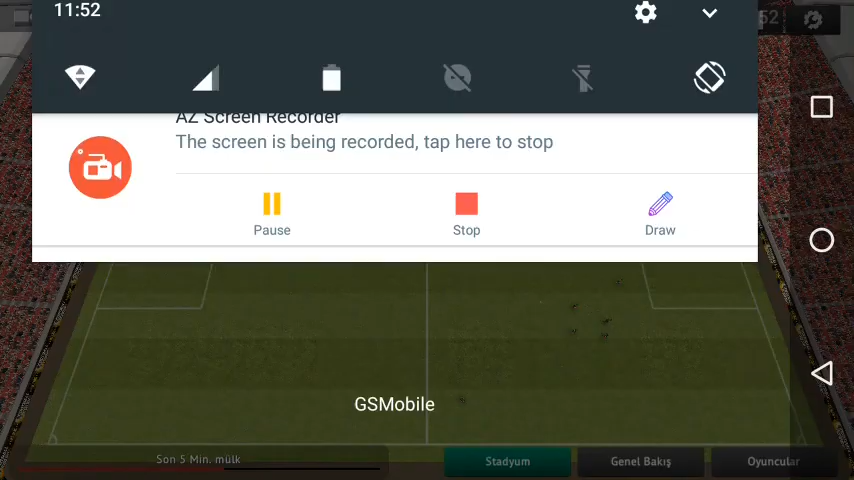 11:52
52
AZ Screen Recorder
The screen is being recorded, tap here to stop
Pause
Stop
Draw
GSMobile
Son 5 Min. mülk
Stadyum
Genel Bakış
Oyuncular